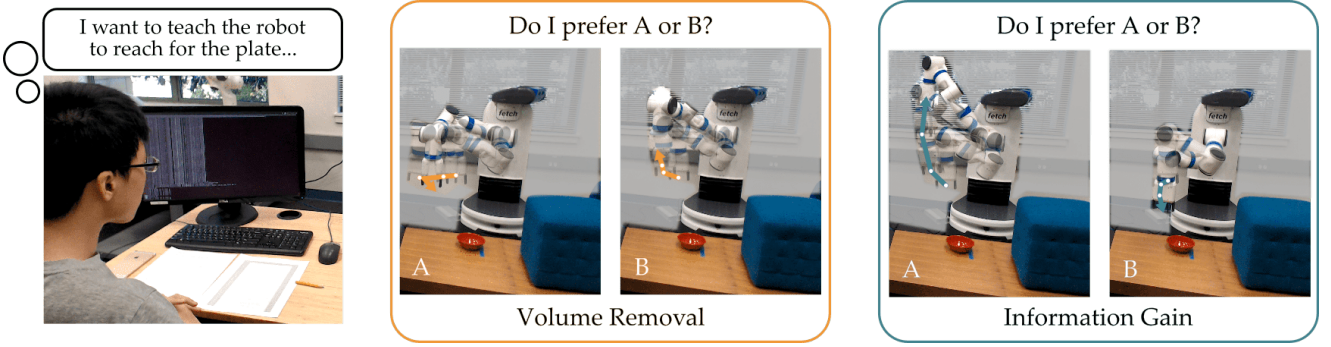 I want to teach the robot
to reach for the plate...
Do I prefer A or B?
fetch
fetch
A
B
Volume Removal
Do I prefer A or B?
fetch
fetch
A
B
Information Gain